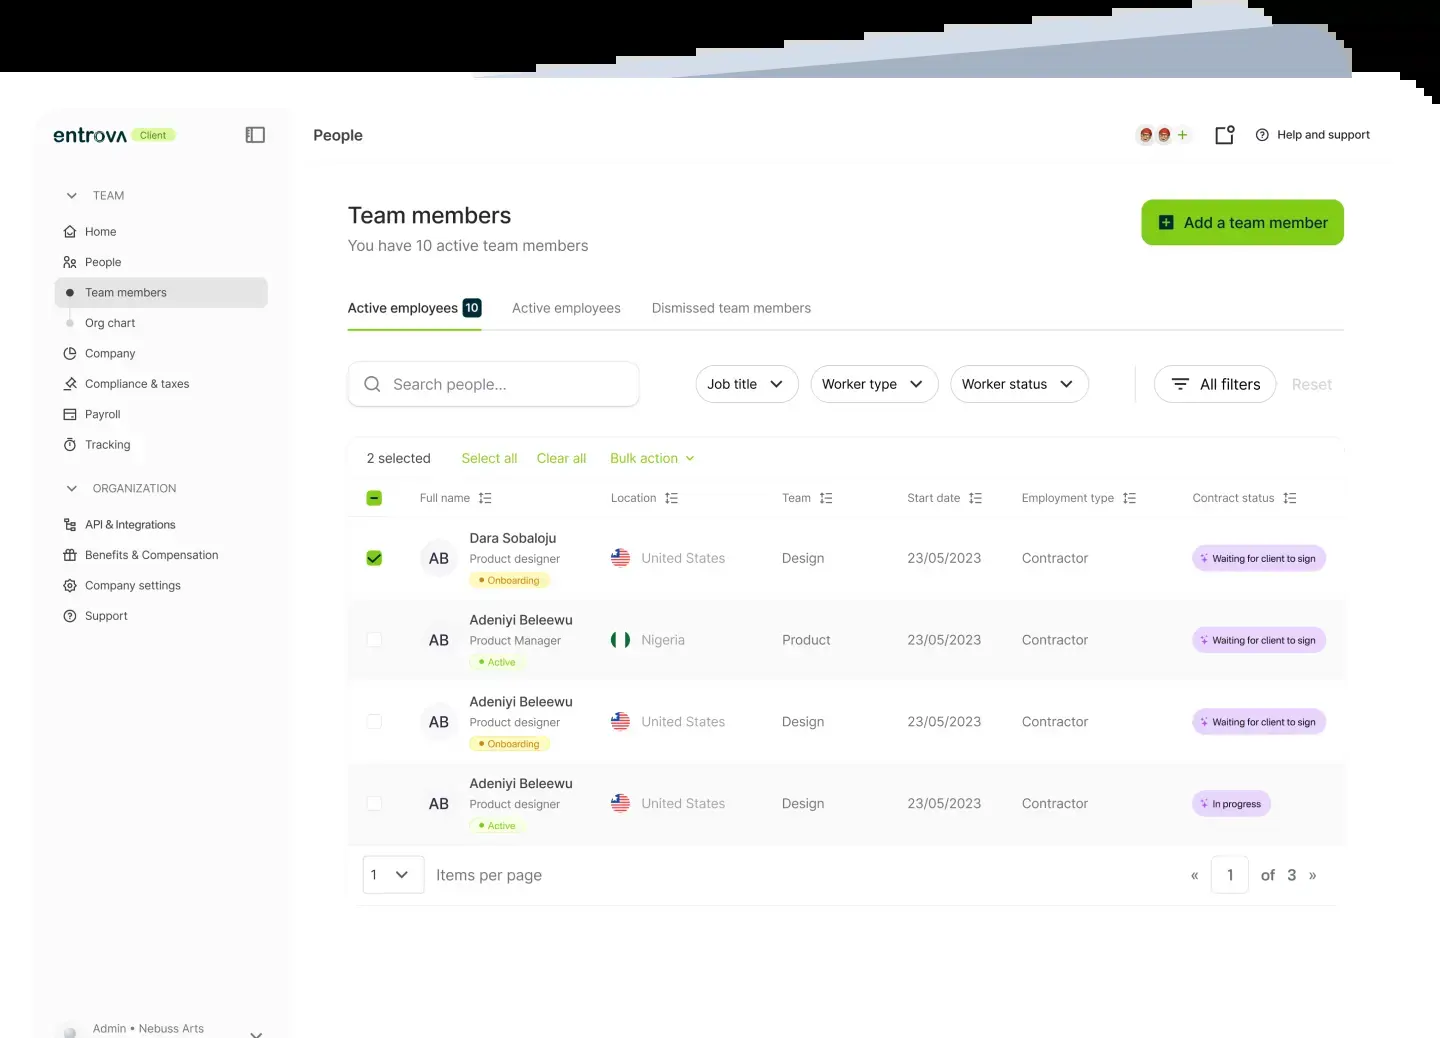 entrova Client
People
Help and support
TEAM
Home
People
Team members
Org chart
Company
Compliance & taxes
Payroll
Tracking
ORGANIZATION
API & Integrations
Benefits & Compensation
Company settings
Support
Admin • Nebuss Arts
Team members
You have 10 active team members
Add a team member
Active employees 10 Active employees Dismissed team members
Search people... Job title Worker type Worker status All filters Reset
2 selected Select all Clear all Bulk action
Full name Location Team Start date Employment type Contract status
Dara Sobaloju
AB Product designer United States Design 23/05/2023 Contractor Waiting for client to sign
Onboarding
Adeniyi Beleewu
AB Product Manager Nigeria Product 23/05/2023 Contractor Waiting for client to sign
Active
Adeniyi Beleewu
AB Product designer United States Design 23/05/2023 Contractor Waiting for client to sign
Onboarding
Adeniyi Beleewu
AB Product designer United States Design 23/05/2023 Contractor In progress
Active
1 Items per page « 1 of 3 »